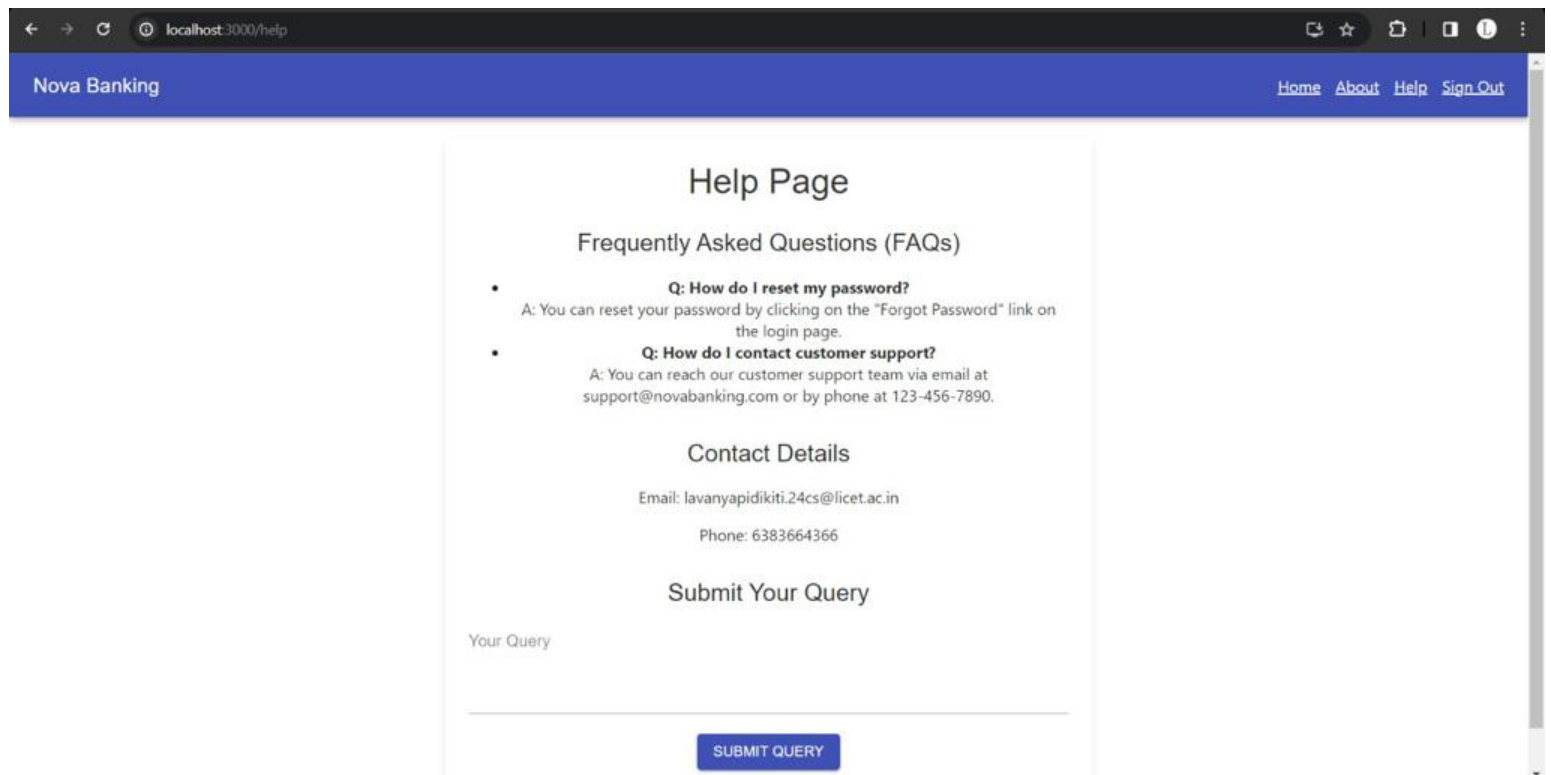 localhost:3000/help
L
Nova Banking
Home About Help Sign Out
Help Page
Frequently Asked Questions (FAQs)
• Q: How do I reset my password?
A: You can reset your password by clicking on the "Forgot Password" link on
the login page.
• Q: How do I contact customer support?
A: You can reach our customer support team via email at
support@novabanking.com or by phone at 123-456-7890.
Contact Details
Email: lavanyapidikiti.24cs@licet.ac.in
Phone: 6383664366
Submit Your Query
Your Query
SUBMIT QUERY